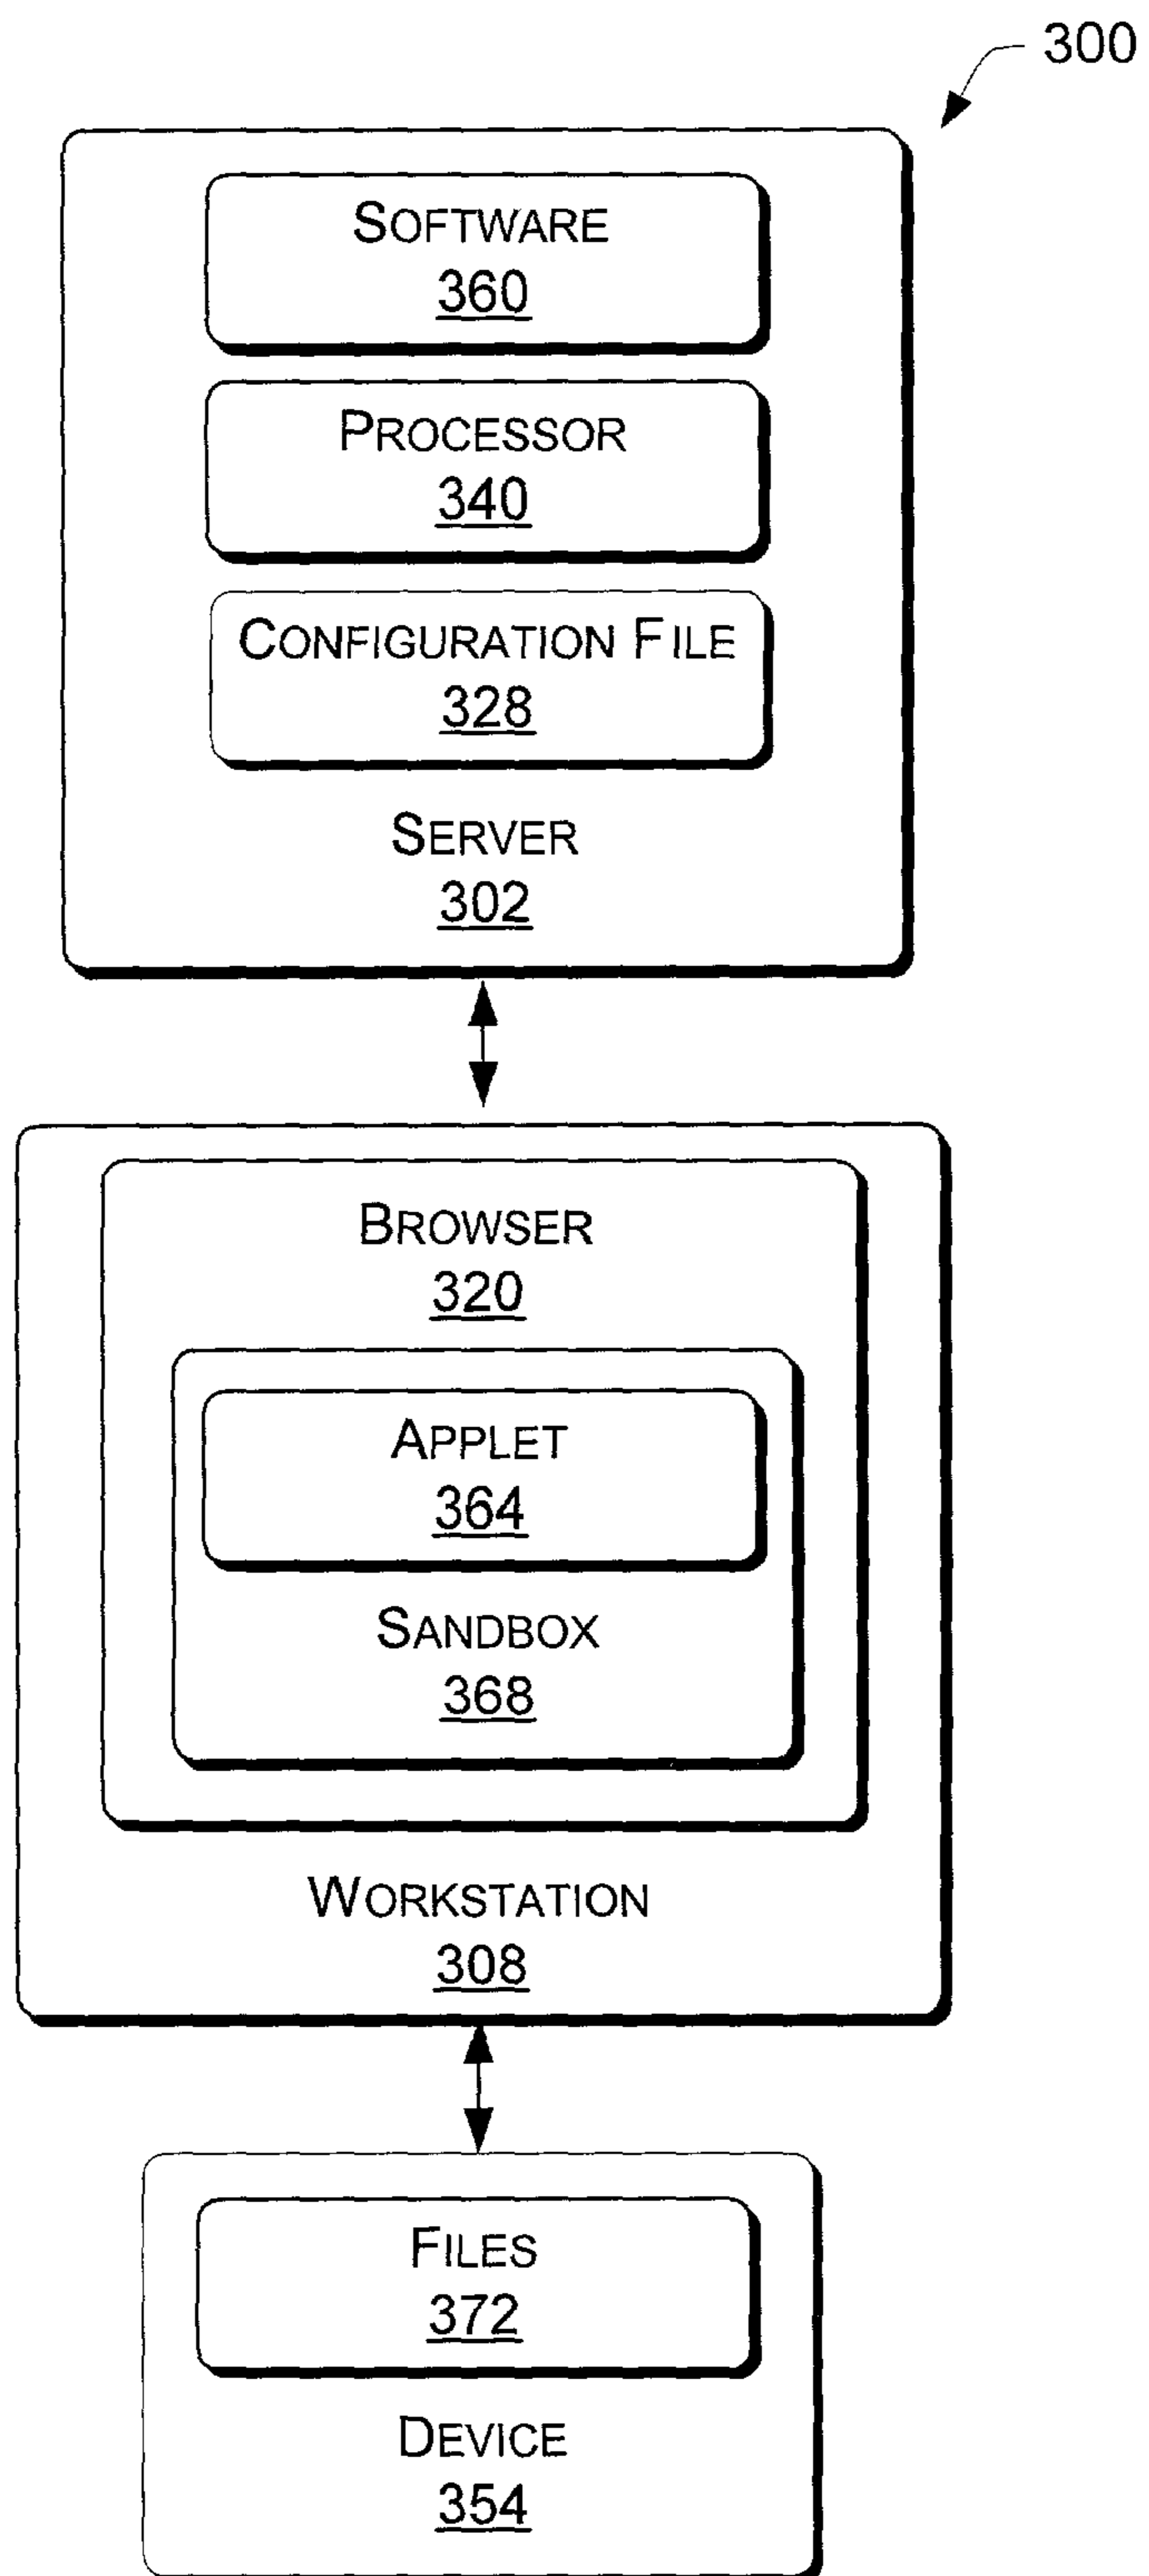 300
SOFTWARE
360
PROCESSOR
340
CONFIGURATION FILE
328
SERVER
302
BROWSER
320
APPLET
364
SANDBOX
368
WORKSTATION
308
FILES
372
DEVICE
354